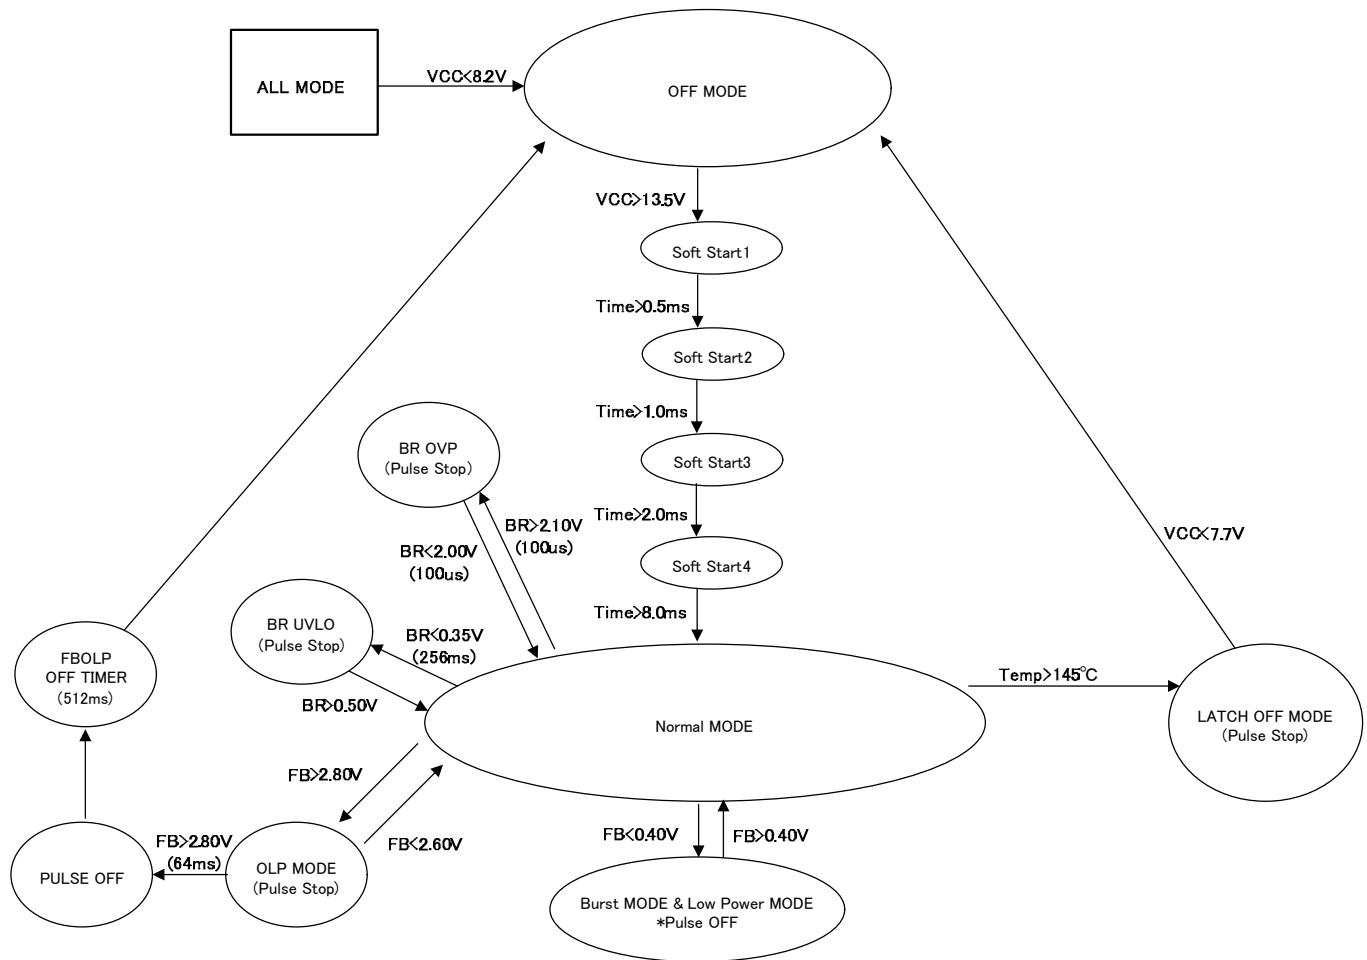 ALL MODE
VCC<8.2V
OFF MODE
VCC>13.5V
Soft Start1
Time>0.5ms
Soft Start2
Time>1.0ms
Soft Start3
Time>2.0ms
Soft Start4
Time>8.0ms
BR OVP
(Pulse Stop)
BR>2.10V
(100us)
BR<2.00V
(100us)
BR UVLO
(Pulse Stop)
BR<0.35V
(256ms)
BR>0.50V
FBOLP
OFF TIMER
(512ms)
Normal MODE
Temp>145°C
LATCH OFF MODE
(Pulse Stop)
VCC<7.7V
FB>2.80V
FB<2.60V
FB>2.80V
(64ms)
PULSE OFF
OLP MODE
(Pulse Stop)
FB<0.40V
FB>0.40V
Burst MODE & Low Power MODE
*Pulse OFF